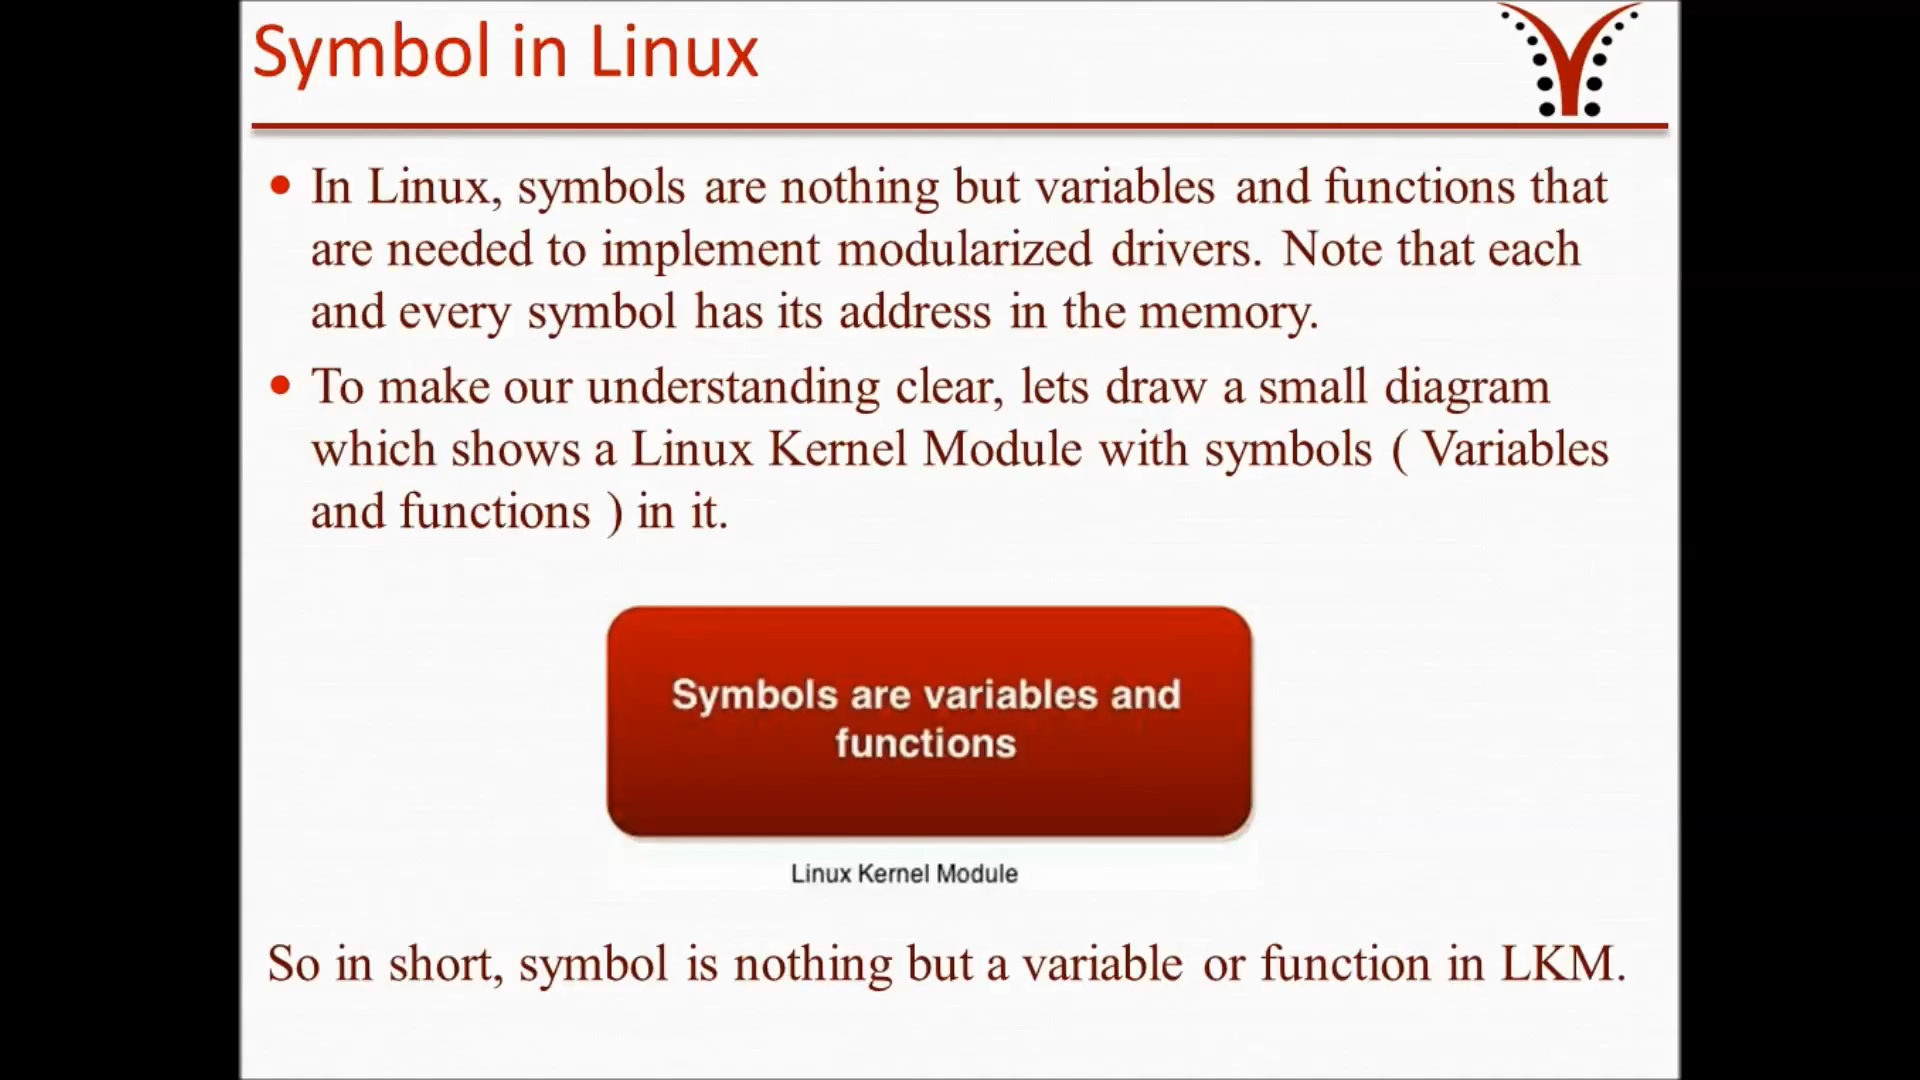 Symbol in Linux
In Linux, symbols are nothing but variables and functions that
are needed to implement modularized drivers. Note that each
and every symbol has its address in the memory.
To make our understanding clear, lets draw a small diagram
which shows a Linux Kernel Module with symbols ( Variables
and functions ) in it.
Symbols are variables and
functions
Linux Kernel Module
So in short, symbol is nothing but a variable or function in LKM.